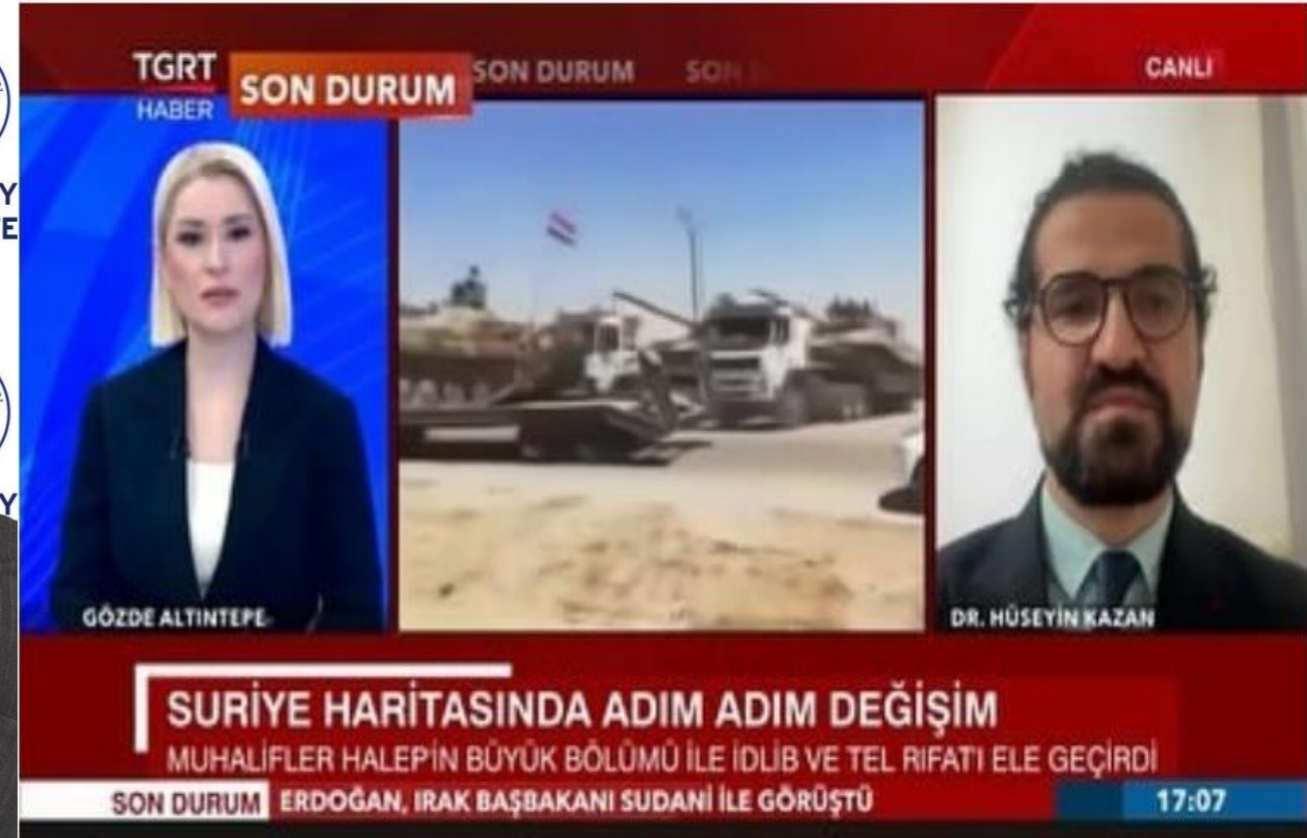 TGRT
HABER
SON DURUM
SON DURUM
SON
CANLI
Y
E
Y
GÖZDE ALTINTEPE
DR. HÜSEYİN KAZAN
SURİYE HARİTASINDA ADIM ADIM DEĞİŞİM
MUHALİFLER HALEP'İN BÜYÜK BÖLÜMÜ İLE İDLİB VE TEL RIFAT'I ELE GEÇİRDİ
SON DURUM
ERDOĞAN, IRAK BAŞBAKANI SUDANİ İLE GÖRÜŞTÜ
17:07